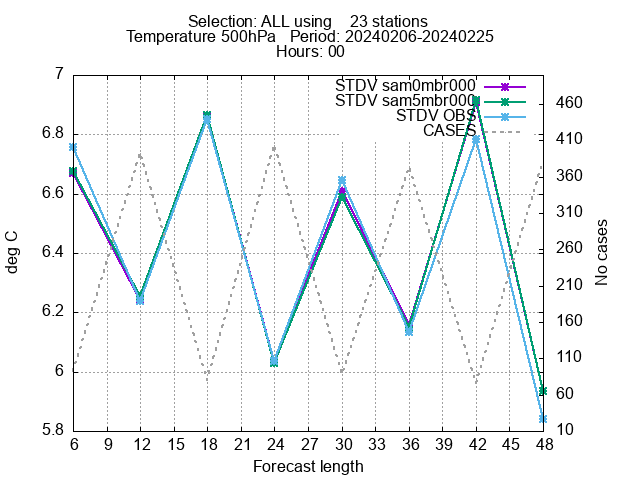 Selection: ALL using    23 stations
Temperature 500hPa   Period: 20240206-20240225
Hours: 00
STDV sam0mbr000
STDV sam5mbr000
STDV OBS
CASES
7
6.8
6.6
6.4
6.2
6
5.8
deg C
460
410
360
310
260
210
160
110
60
10
No cases
6 9 12 15 18 21 24 27 30 33 36 39 42 45 48
Forecast length